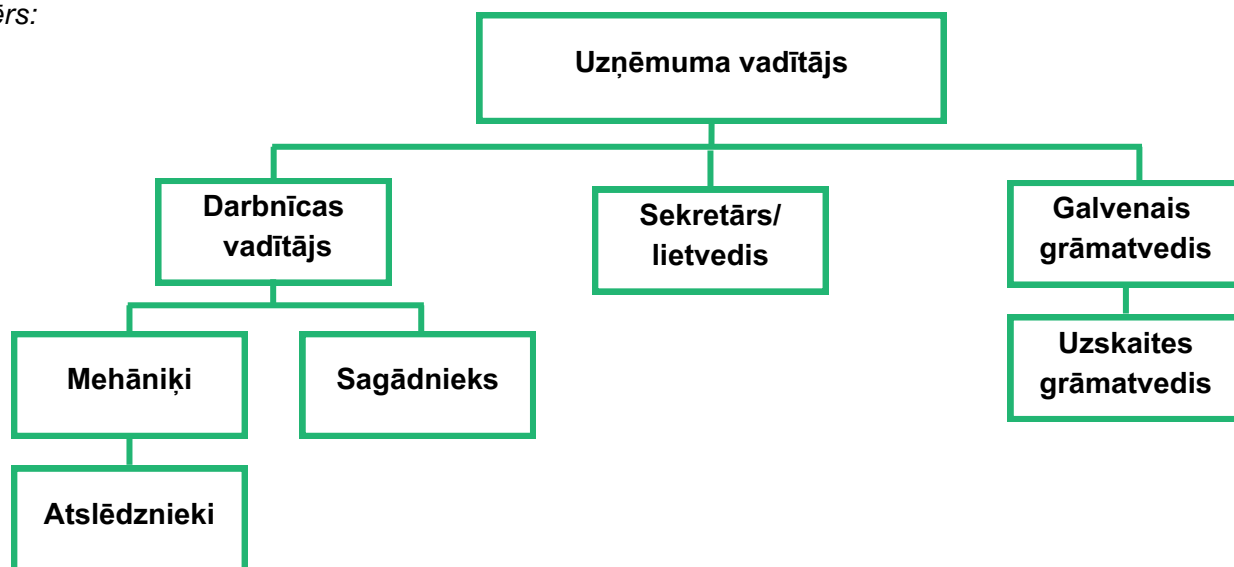 ērs:
Uzņēmuma vadītājs
Darbnīcas
vadītājs
Sekretārs/
lietvedis
Galvenais
grāmatvedis
Mehāniķi
Sagādnieks
Uzskaites
grāmatvedis
Atslēdznieki